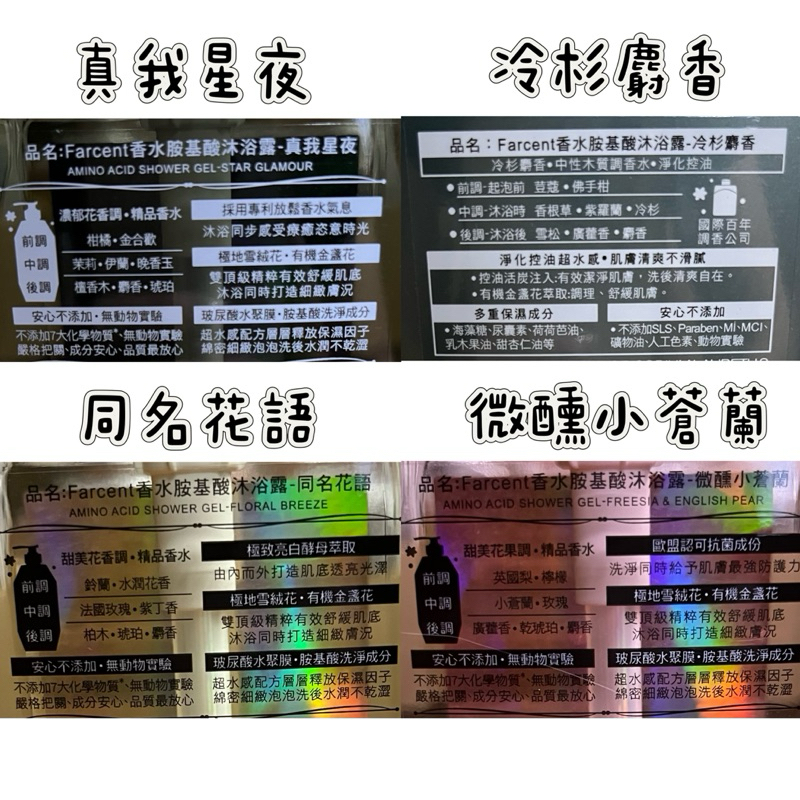 真我星夜
品名:Farcent香水胺基酸沐浴露-真我星夜
AMINO ACID SHOWER GEL-STAR GLAMOUR
濃郁花香調•精品香水
前調 柑橘•金合歡
中調 茉莉•伊蘭•晚香玉
後調 檀香木•麝香•琥珀
採用專利放鬆香水氣息
沐浴同步感受療癒愜意時光
極地雪絨花•有機金盞花
雙頂級精粹有效舒緩肌底
沐浴同時打造細緻膚況
安心不添加•無動物實驗
不添加7大化學物質*、無動物實驗
嚴格把關、成分安心、品質最放心
玻尿酸水聚膜•胺基酸洗淨成分
超水感配方層層釋放保濕因子
綿密細緻泡泡洗後水潤不乾澀
冷杉麝香
品名：Farcent香水胺基酸沐浴露-冷杉麝香
冷杉麝香•中性木質調香水•淨化控油
●前調-起泡前 荳蔻•佛手柑
●中調-沐浴時 香根草•紫羅蘭•冷杉
●後調-沐浴後 雪松•廣藿香•麝香
國際百年
調香公司
淨化控油超水感•肌膚清爽不滑膩
•控油活炭注入:有效潔淨肌膚，洗後清爽自在。
•有機金盞花萃取:調理、舒緩肌膚。
多重保濕成分
•海藻糖、尿囊素、荷荷芭油、
乳木果油、甜杏仁油等
安心不添加
•不添加SLS、Paraben、MI、MCI、
礦物油、人工色素、動物實驗
同名花語
品名:Farcent香水胺基酸沐浴露-同名花語
AMINO ACID SHOWER GEL-FLORAL BREEZE
甜美花香調•精品香水
前調 鈴蘭•水潤花香
中調 法國玫瑰•紫丁香
後調 柏木•琥珀•麝香
極致亮白酵母萃取
由內而外打造肌底透亮光澤
極地雪絨花•有機金盞花
雙頂級精粹有效舒緩肌底
沐浴同時打造細緻膚況
安心不添加•無動物實驗
不添加7大化學物質*、無動物實驗
嚴格把關、成分安心、品質最放心
玻尿酸水聚膜•胺基酸洗淨成分
超水感配方層層釋放保濕因子
綿密細緻泡泡洗後水潤不乾澀
微醺小蒼蘭
品名:Farcent香水胺基酸沐浴露-微醺小蒼蘭
AMINO ACID SHOWER GEL-FREESIA & ENGLISH PEAR
甜美花果調•精品香水
前調 英國梨•檸檬
中調 小蒼蘭•玫瑰
後調 廣藿香•乾琥珀•麝香
歐盟認可抗菌成份
洗淨同時給予肌膚最強防護力
極地雪絨花•有機金盞花
雙頂級精粹有效舒緩肌底
沐浴同時打造細緻膚況
安心不添加•無動物實驗
不添加7大化學物質*、無動物實驗
嚴格把關、成分安心、品質最放心
玻尿酸水聚膜•胺基酸洗淨成分
超水感配方層層釋放保濕因子
綿密細緻泡泡洗後水潤不乾澀